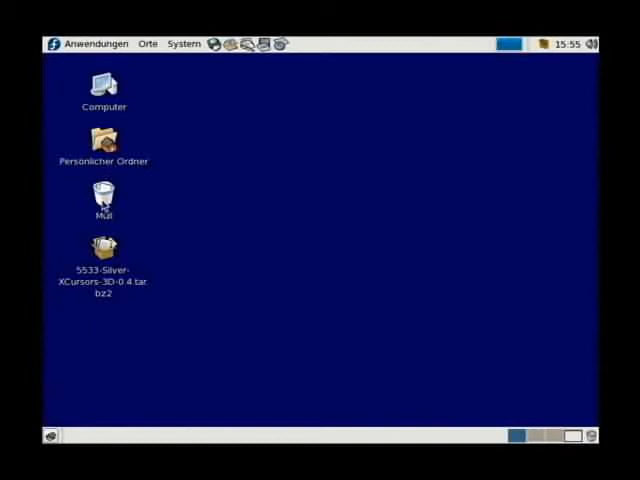 Anwendungen Orte System 15:55
Computer
Persönlicher Ordner
Müll
5533-Silver-
XCursors-3D-0.4.tar.
bz2